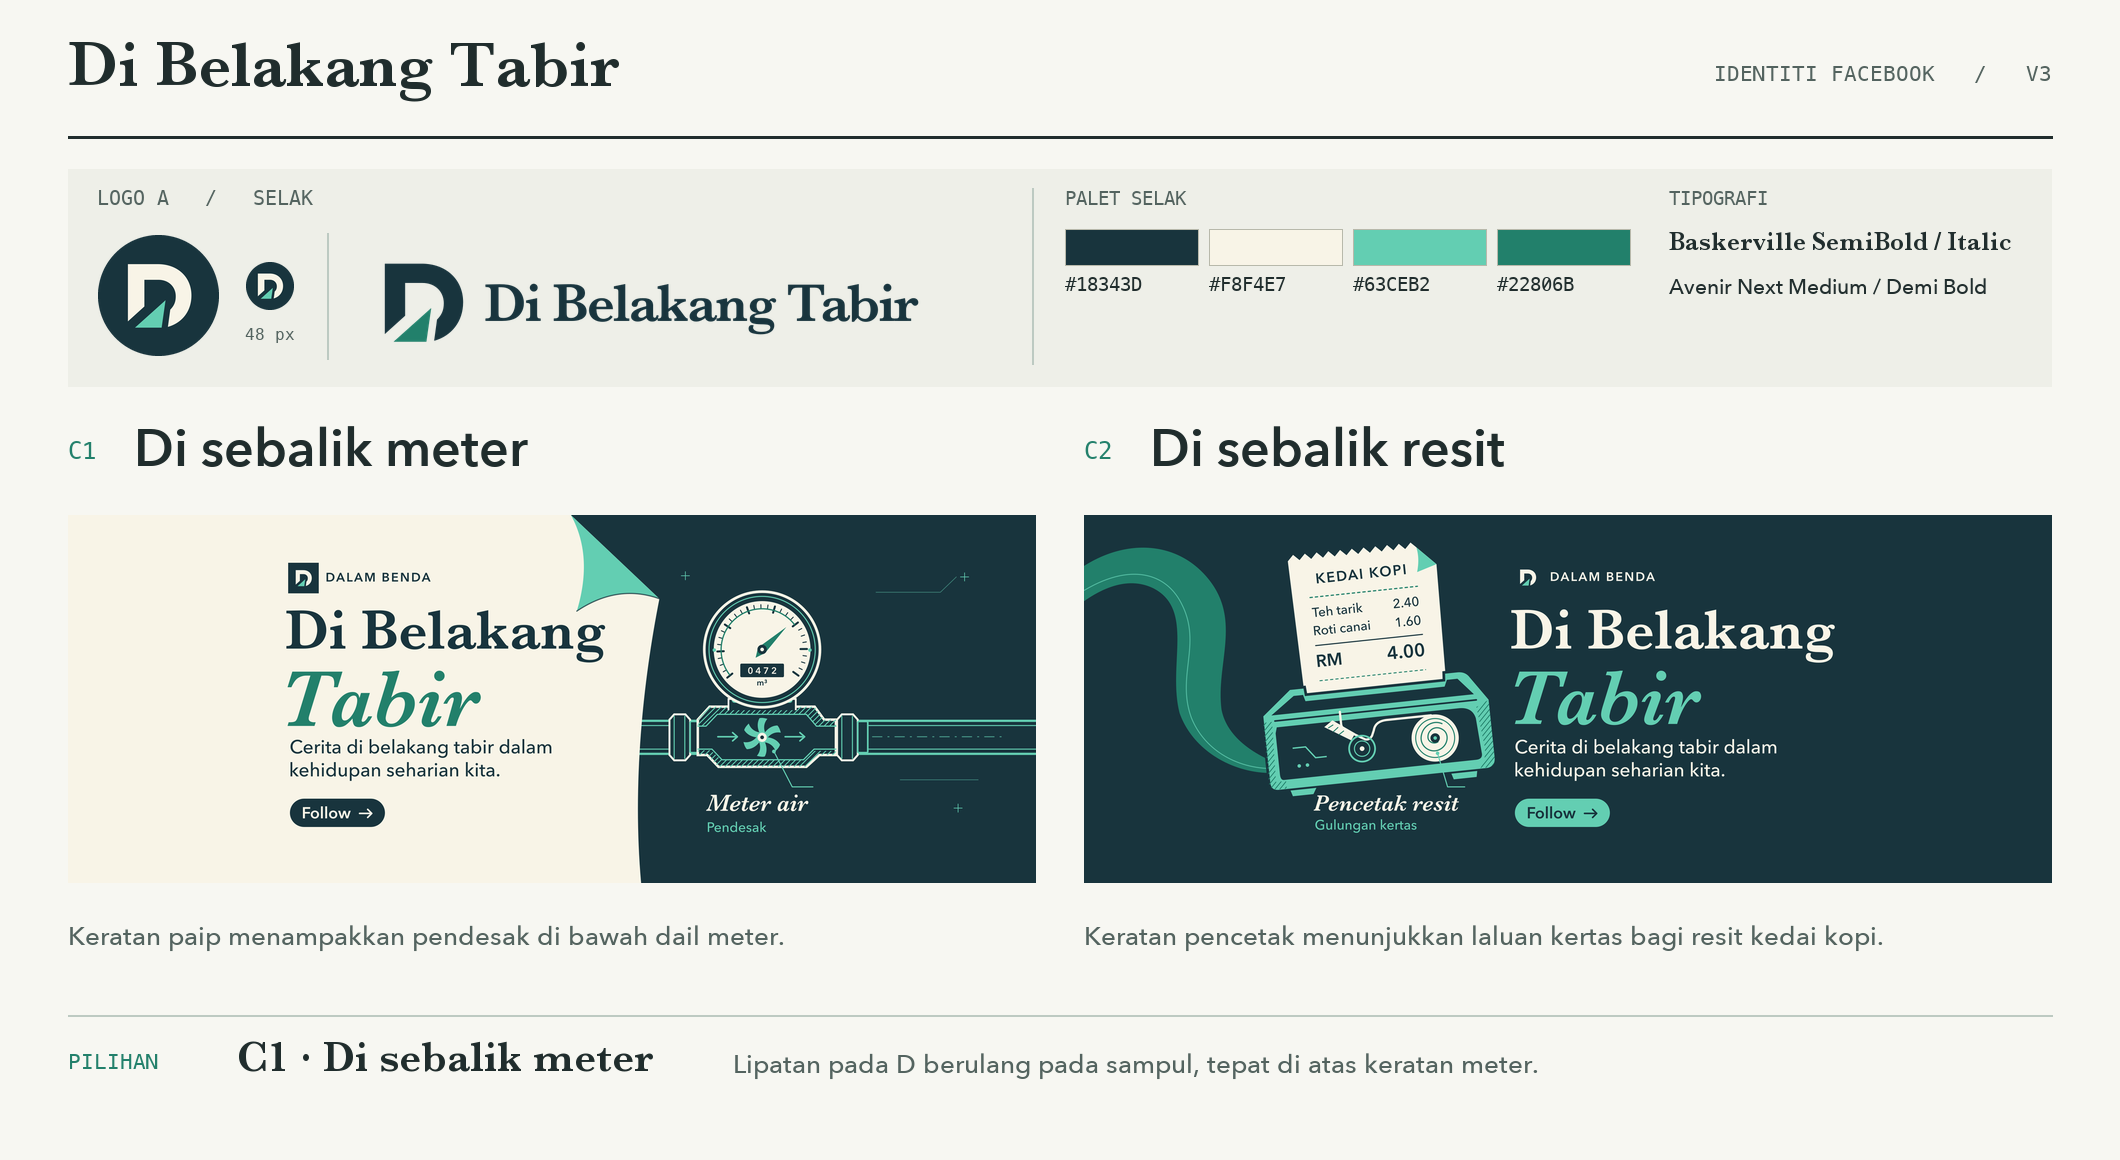 Di Belakang Tabir
IDENTITI FACEBOOK / V3
LOGO A / SELAK
48 px
Di Belakang Tabir
PALET SELAK
#18343D #F8F4E7 #63CEB2 #22806B
TIPOGRAFI
Baskerville SemiBold / Italic
Avenir Next Medium / Demi Bold
C1 Di sebalik meter
DALAM BENDA
Di Belakang
Tabir
Cerita di belakang tabir dalam
kehidupan seharian kita.
Follow →
0472
m³
Meter air
Pendesak
Keratan paip menampakkan pendesak di bawah dail meter.
C2 Di sebalik resit
KEDAI KOPI
Teh tarik 2.40
Roti canai 1.60
RM 4.00
Pencetak resit
Gulungan kertas
DALAM BENDA
Di Belakang
Tabir
Cerita di belakang tabir dalam
kehidupan seharian kita.
Follow →
Keratan pencetak menunjukkan laluan kertas bagi resit kedai kopi.
PILIHAN
C1 · Di sebalik meter
Lipatan pada D berulang pada sampul, tepat di atas keratan meter.